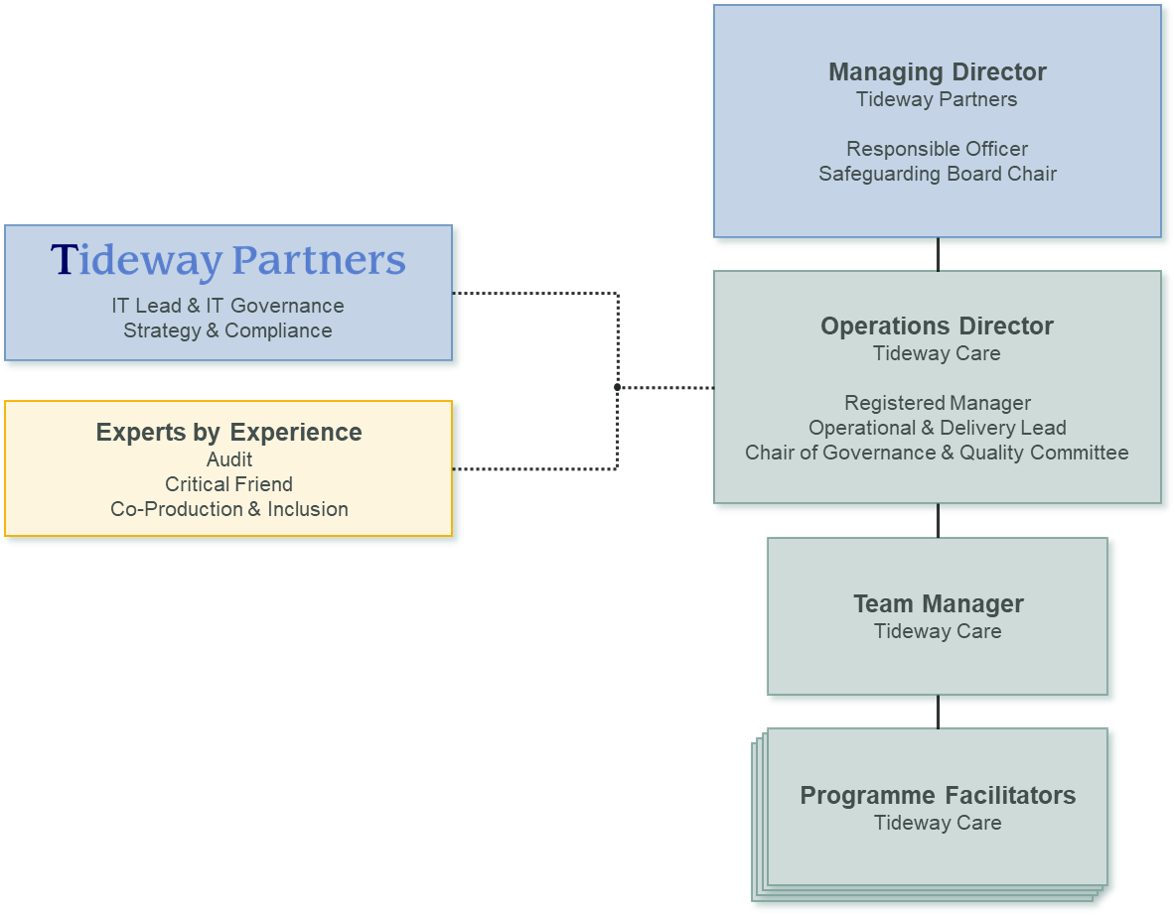 Managing Director
Tideway Partners
Responsible Officer
Safeguarding Board Chair
Tideway Partners
IT Lead & IT Governance
Strategy & Compliance
Operations Director
Tideway Care
Registered Manager
Operational & Delivery Lead
Chair of Governance & Quality Committee
Experts by Experience
Audit
Critical Friend
Co-Production & Inclusion
Team Manager
Tideway Care
Programme Facilitators
Tideway Care